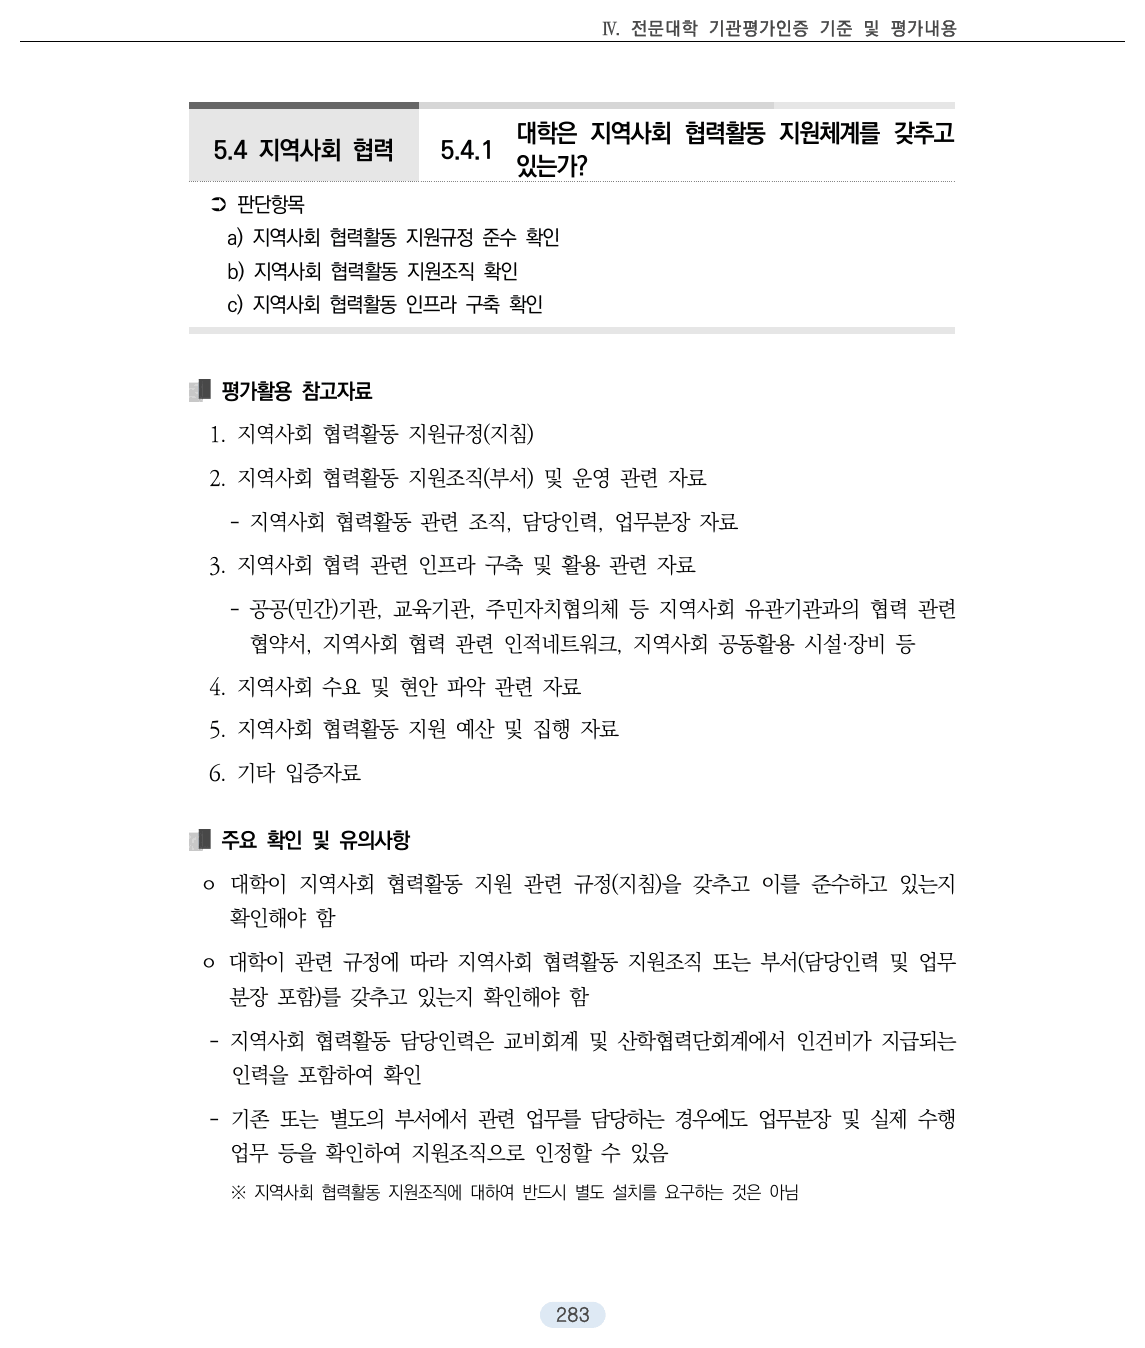 Ⅳ. 전문대학 기관평가인증 기준 및 평가내용
5.4 지역사회 협력
5.4.1
대학은 지역사회 협력활동 지원체계를 갖추고
있는가?
➲ 판단항목
a) 지역사회 협력활동 지원규정 준수 확인
b) 지역사회 협력활동 지원조직 확인
c) 지역사회 협력활동 인프라 구축 확인
평가활용 참고자료
1. 지역사회 협력활동 지원규정(지침)
2. 지역사회 협력활동 지원조직(부서) 및 운영 관련 자료
- 지역사회 협력활동 관련 조직, 담당인력, 업무분장 자료
3. 지역사회 협력 관련 인프라 구축 및 활용 관련 자료
- 공공(민간)기관, 교육기관, 주민자치협의체 등 지역사회 유관기관과의 협력 관련
협약서, 지역사회 협력 관련 인적네트워크, 지역사회 공동활용 시설·장비 등
4. 지역사회 수요 및 현안 파악 관련 자료
5. 지역사회 협력활동 지원 예산 및 집행 자료
6. 기타 입증자료
주요 확인 및 유의사항
ㅇ 대학이 지역사회 협력활동 지원 관련 규정(지침)을 갖추고 이를 준수하고 있는지
확인해야 함
ㅇ 대학이 관련 규정에 따라 지역사회 협력활동 지원조직 또는 부서(담당인력 및 업무
분장 포함)를 갖추고 있는지 확인해야 함
- 지역사회 협력활동 담당인력은 교비회계 및 산학협력단회계에서 인건비가 지급되는
인력을 포함하여 확인
- 기존 또는 별도의 부서에서 관련 업무를 담당하는 경우에도 업무분장 및 실제 수행
업무 등을 확인하여 지원조직으로 인정할 수 있음
※ 지역사회 협력활동 지원조직에 대하여 반드시 별도 설치를 요구하는 것은 아님
283